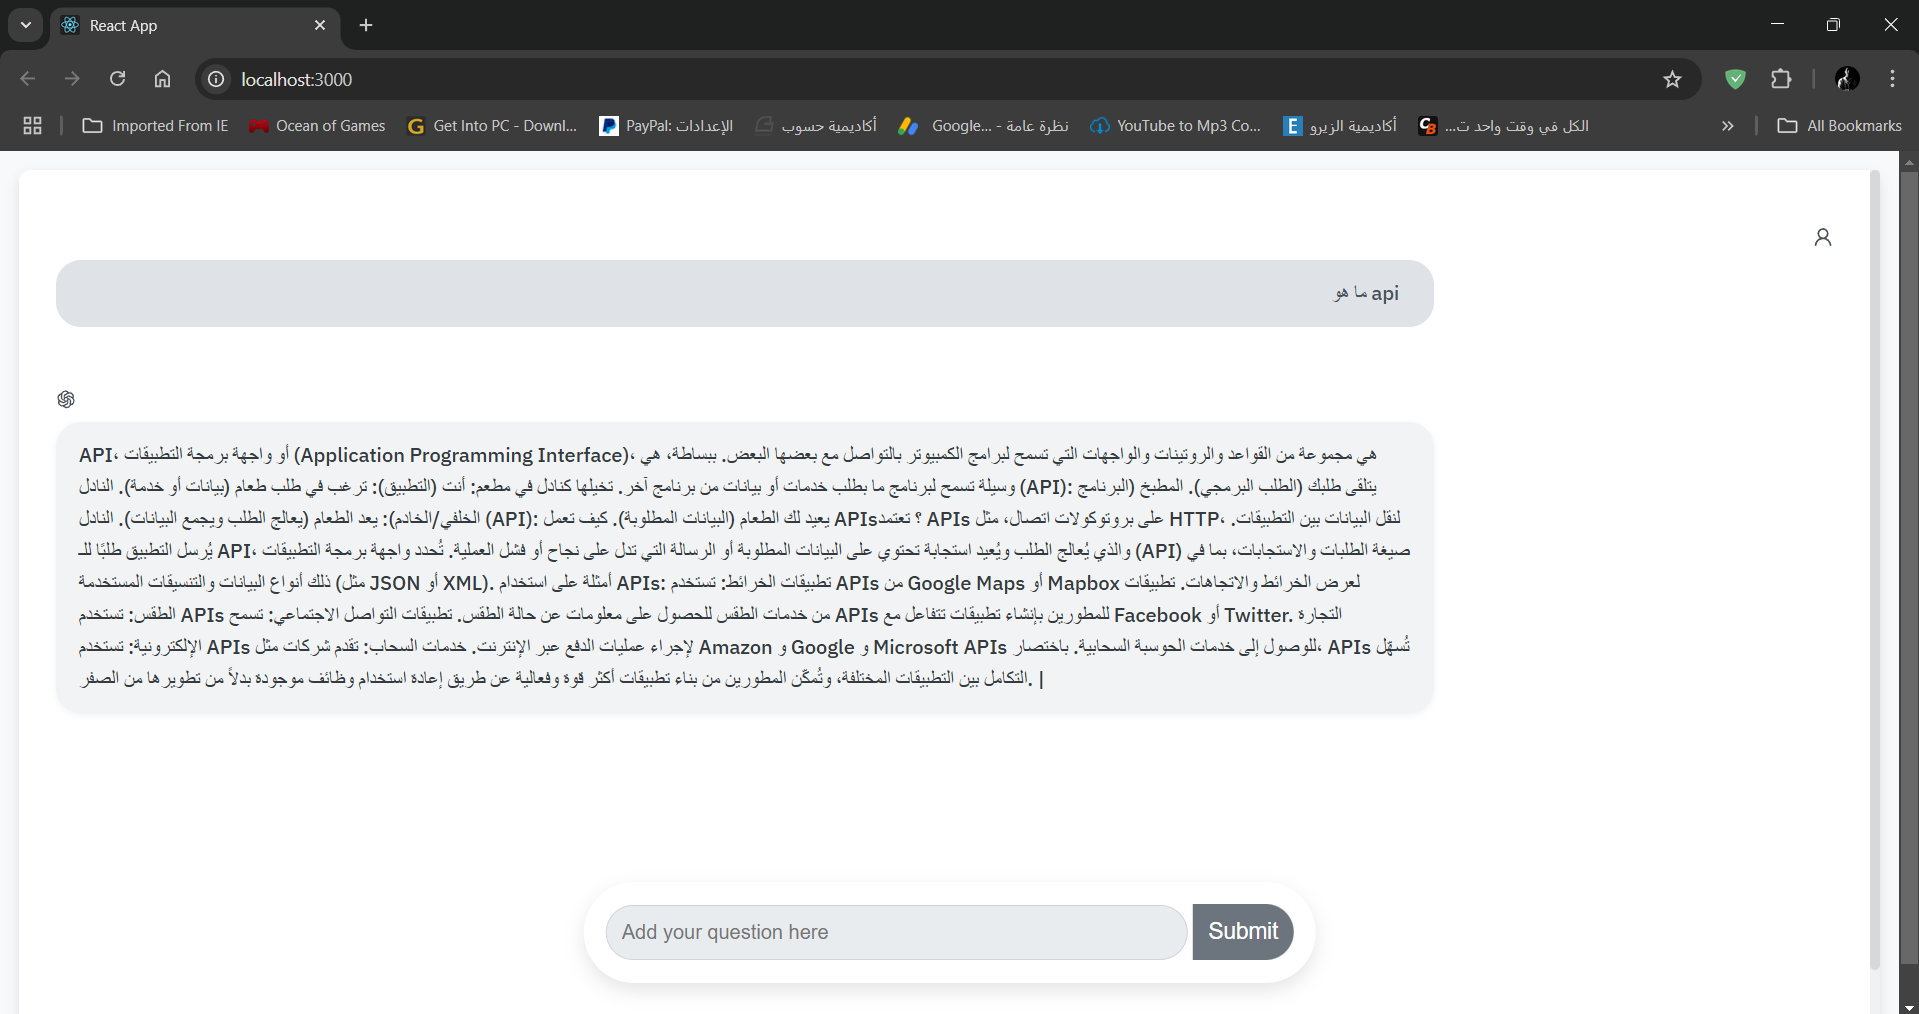 React App
localhost:3000
Imported From IE
Ocean of Games
Get Into PC - Downl...
PayPal: الإعدادات
أكاديمية حسوب
نظرة عامة - Google...
YouTube to Mp3 Co...
أكاديمية الزيرو
الكل في وقت واحد ت...
All Bookmarks
ما هو api
API، أو واجهة برمجة التطبيقات (Application Programming Interface)، هي مجموعة من القواعد والروتينات والواجهات التي تسمح لبرامج الكمبيوتر بالتواصل مع بعضها البعض. ببساطة،
وسيلة تسمح لبرنامج ما بطلب خدمات أو بيانات من برنامج آخر. تخيلها كنادل في مطعم: أنت (التطبيق): ترغب في طلب طعام (بيانات أو خدمة). النادل (API): يتلقى طلبك (الطلب البرمجي). المطبخ (البرنامج
الخلفي/الخادم): يعد الطعام (يعالج الطلب ويجمع البيانات). النادل (API): يعيد لك الطعام (البيانات المطلوبة). كيف تعمل APIs؟ تعتمد APIs على بروتوكولات اتصال، مثل HTTP، لنقل البيانات بين التطبيقات.
يُرسل التطبيق طلبًا للـ API، والذي يُعالج الطلب ويُعيد استجابة تحتوي على البيانات المطلوبة أو الرسالة التي تدل على نجاح أو فشل العملية. تُحدد واجهة برمجة التطبيقات (API) صيغة الطلبات والاستجابات، بما في
ذلك أنواع البيانات والتنسيقات المستخدمة (مثل JSON أو XML). أمثلة على استخدام APIs: تطبيقات الخرائط: تستخدم APIs من Google Maps أو Mapbox لعرض الخرائط والاتجاهات. تطبيقات
الطقس: تستخدم APIs من خدمات الطقس للحصول على معلومات عن حالة الطقس. تطبيقات التواصل الاجتماعي: تسمح APIs للمطورين بإنشاء تطبيقات تتفاعل مع Facebook أو Twitter. التجارة
الإلكترونية: تستخدم APIs لإجراء عمليات الدفع عبر الإنترنت. خدمات السحاب: تقدم شركات مثل Amazon و Google و Microsoft APIs للوصول إلى خدمات الحوسبة السحابية. باختصار، APIs تُسهّل
التكامل بين التطبيقات المختلفة، وتُمكّن المطورين من بناء تطبيقات أكثر قوة وفعالية عن طريق إعادة استخدام وظائف موجودة بدلاً من تطويرها من الصفر. |
Add your question here
Submit